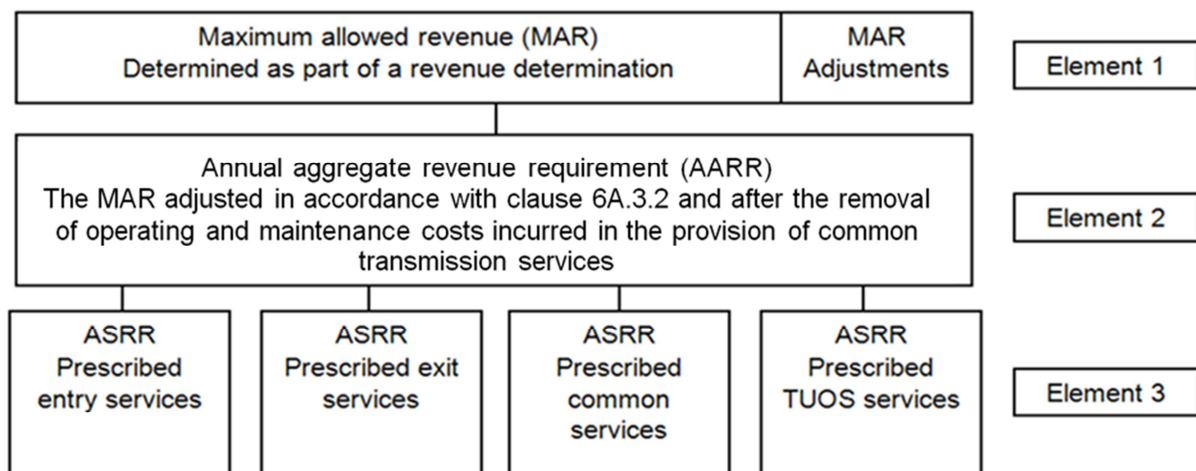 Maximum allowed revenue (MAR)
Determined as part of a revenue determination
MAR
Adjustments
Element 1
Annual aggregate revenue requirement (AARR)
The MAR adjusted in accordance with clause 6A.3.2 and after the removal
of operating and maintenance costs incurred in the provision of common
transmission services
Element 2
ASRR
Prescribed
entry services
ASRR
Prescribed exit
services
ASRR
Prescribed
common
services
ASRR
Prescribed
TUOS services
Element 3